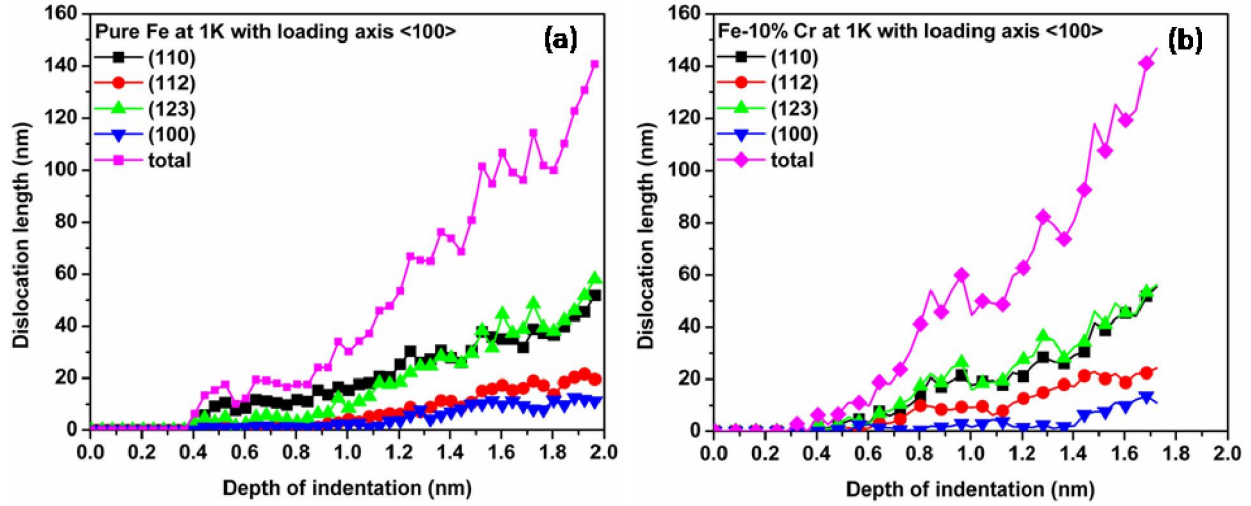 Pure Fe at 1K with loading axis <100>
(a)
(110)
(112)
(123)
(100)
total
Dislocation length (nm)
160
140
120
100
80
60
40
20
0
0.0 0.2 0.4 0.6 0.8 1.0 1.2 1.4 1.6 1.8 2.0
Depth of indentation (nm)
Fe-10% Cr at 1K with loading axis <100>
(b)
(110)
(112)
(123)
(100)
total
Dislocation length (nm)
160
140
120
100
80
60
40
20
0
0.0 0.2 0.4 0.6 0.8 1.0 1.2 1.4 1.6 1.8 2.0
Depth of indentation (nm)